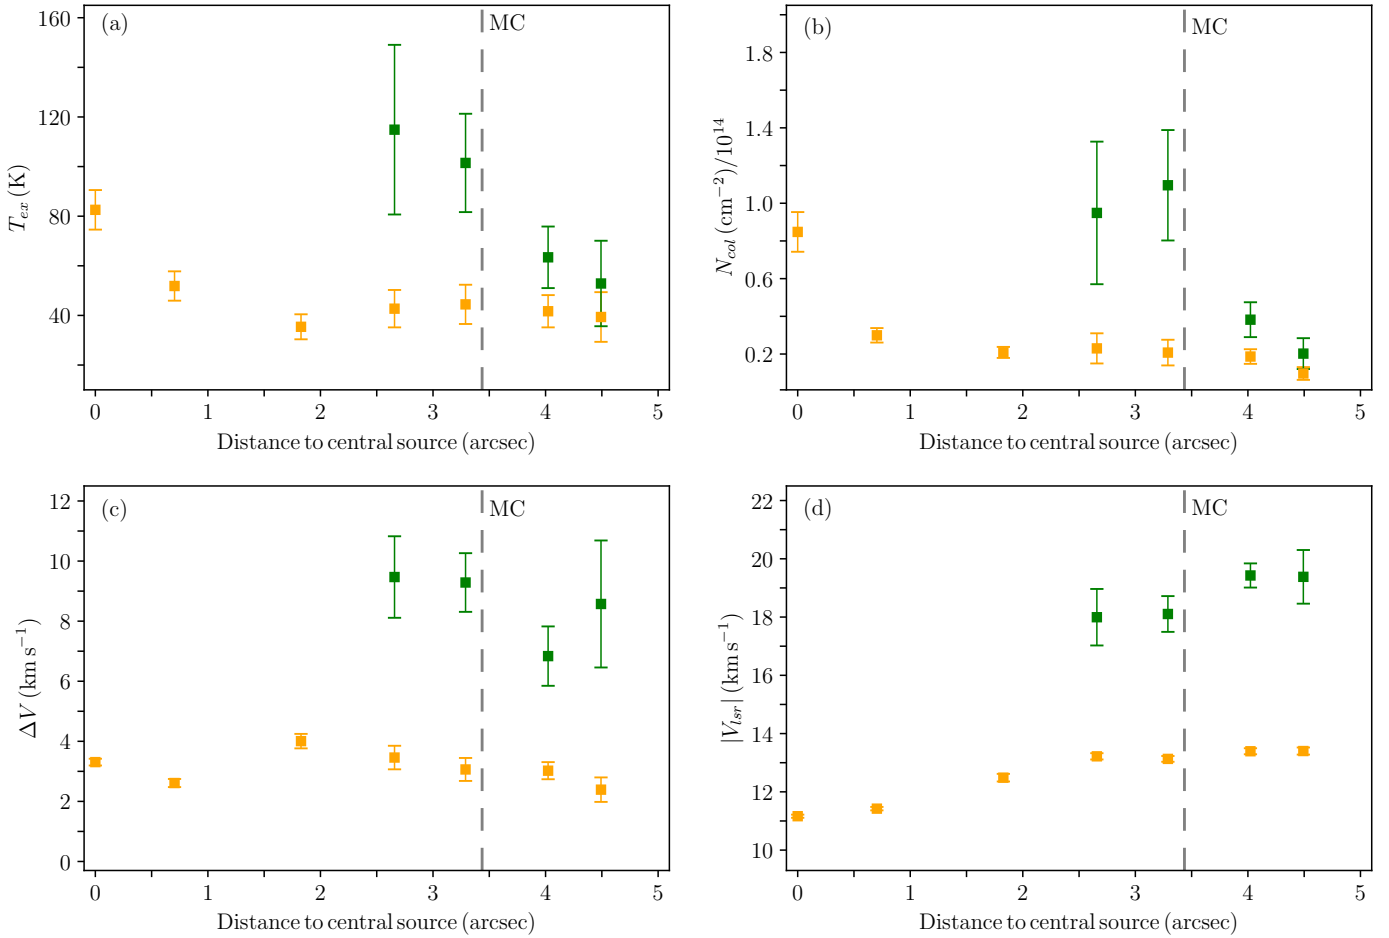 (a)
MC
160
120
80
40
T_ex (K)
0 1 2 3 4 5
Distance to central source (arcsec)
(b)
MC
1.8
1.4
1.0
0.6
0.2
N_col (cm⁻²)/10¹⁴
0 1 2 3 4 5
Distance to central source (arcsec)
(c)
MC
12
10
8
6
4
2
0
ΔV (km s⁻¹)
0 1 2 3 4 5
Distance to central source (arcsec)
(d)
MC
22
20
18
16
14
12
10
|V_lsr| (km s⁻¹)
0 1 2 3 4 5
Distance to central source (arcsec)